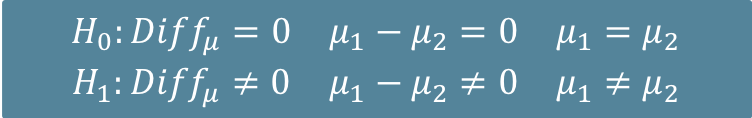 H₀: Diff_μ = 0 μ₁ − μ₂ = 0 μ₁ = μ₂
H₁: Diff_μ ≠ 0 μ₁ − μ₂ ≠ 0 μ₁ ≠ μ₂